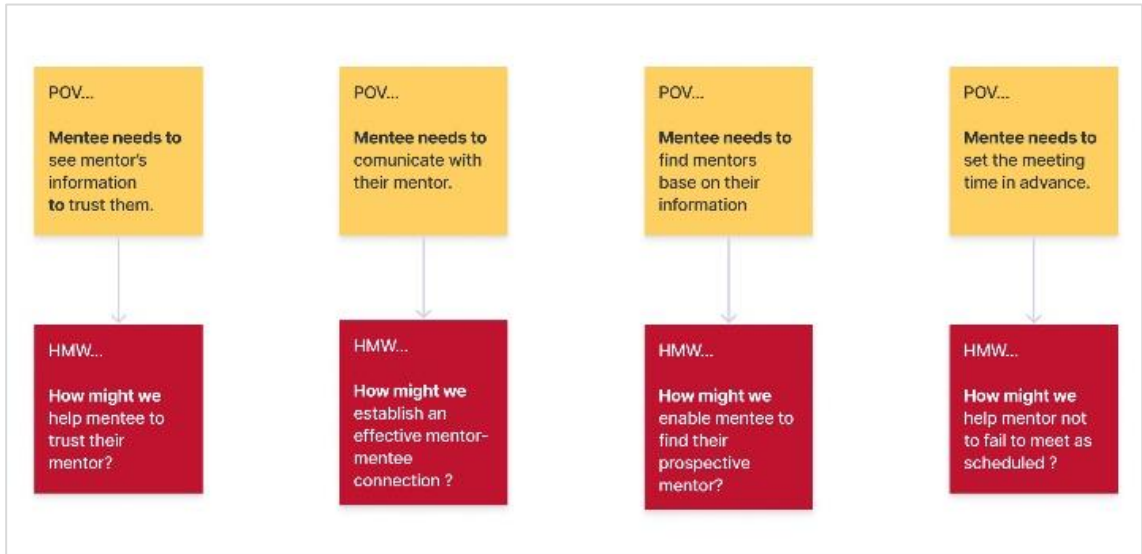 POV...
Mentee needs to
see mentor's
information
to trust them.
HMW...
How might we
help mentee to
trust their
mentor?
POV...
Mentee needs to
comunicate with
their mentor.
HMW...
How might we
establish an
effective mentor-
mentee
connection ?
POV...
Mentee needs to
find mentors
base on their
information
HMW...
How might we
enable mentee to
find their
prospective
mentor?
POV...
Mentee needs to
set the meeting
time in advance.
HMW...
How might we
help mentor not
to fail to meet as
scheduled ?